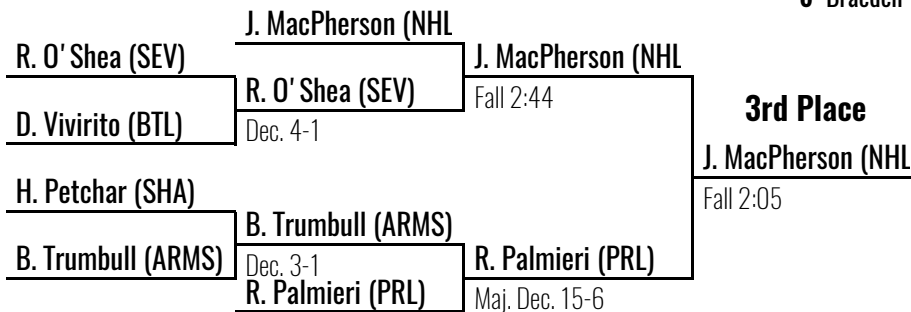 J. MacPherson (NHL
R. O' Shea (SEV)
J. MacPherson (NHL
R. O' Shea (SEV)
Fall 2:44
3rd Place
D. Vivirito (BTL)
Dec. 4-1
J. MacPherson (NHL
H. Petchar (SHA)
Fall 2:05
B. Trumbull (ARMS)
B. Trumbull (ARMS)
Dec. 3-1
R. Palmieri (PRL)
R. Palmieri (PRL)
Maj. Dec. 15-6